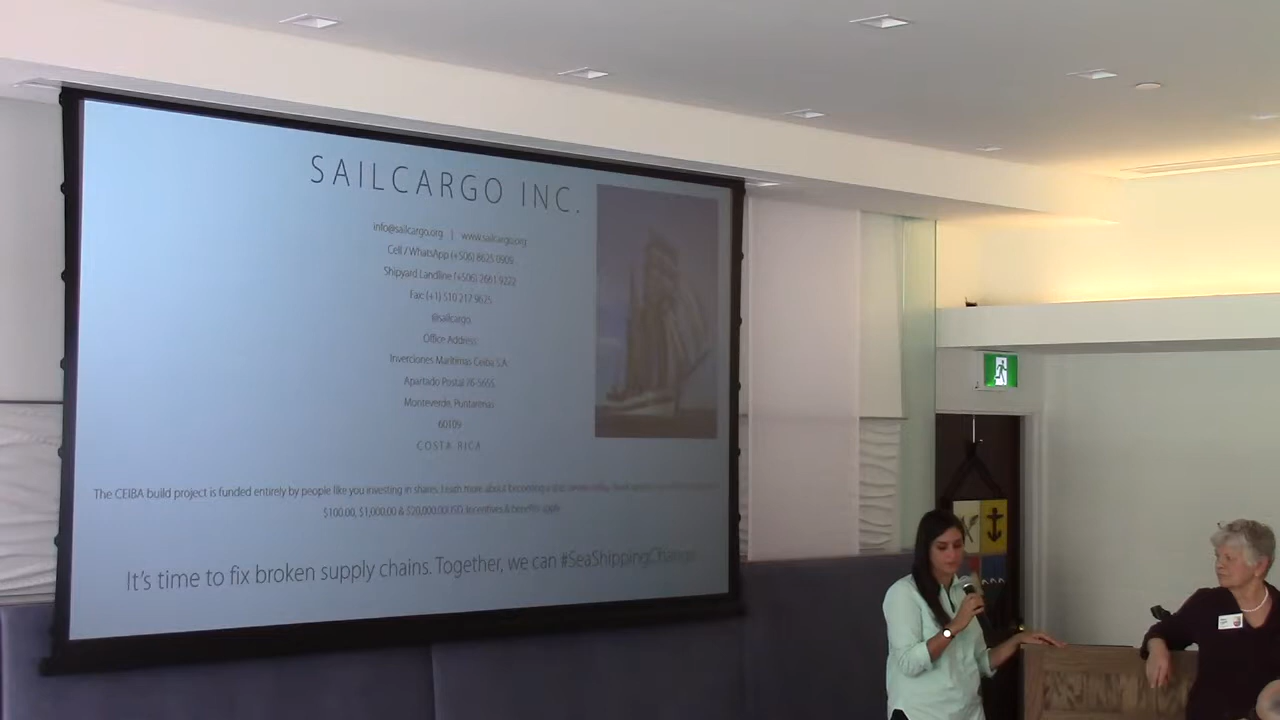 SAILCARGO INC.
info@sailcargo.org | www.sailcargo.org
Cell / WhatsApp (+506) 8625 0909
Shipyard Landline (+506) 2661 9222
Fax: (+1) 510 217 9625
@sailcargo
Office Address:
Inverciones Marítimas Ceiba S.A.
Apartado Postal 76-5655
Monteverde, Puntarenas
60109
COSTA RICA
The CEIBA build project is funded entirely by people like you investing in shares. Learn more about becoming a
$100.00, $1,000.00 & $20,000.00USD. Incentives & benefits apply.
It's time to fix broken supply chains. Together, we can #SeaShippingChange